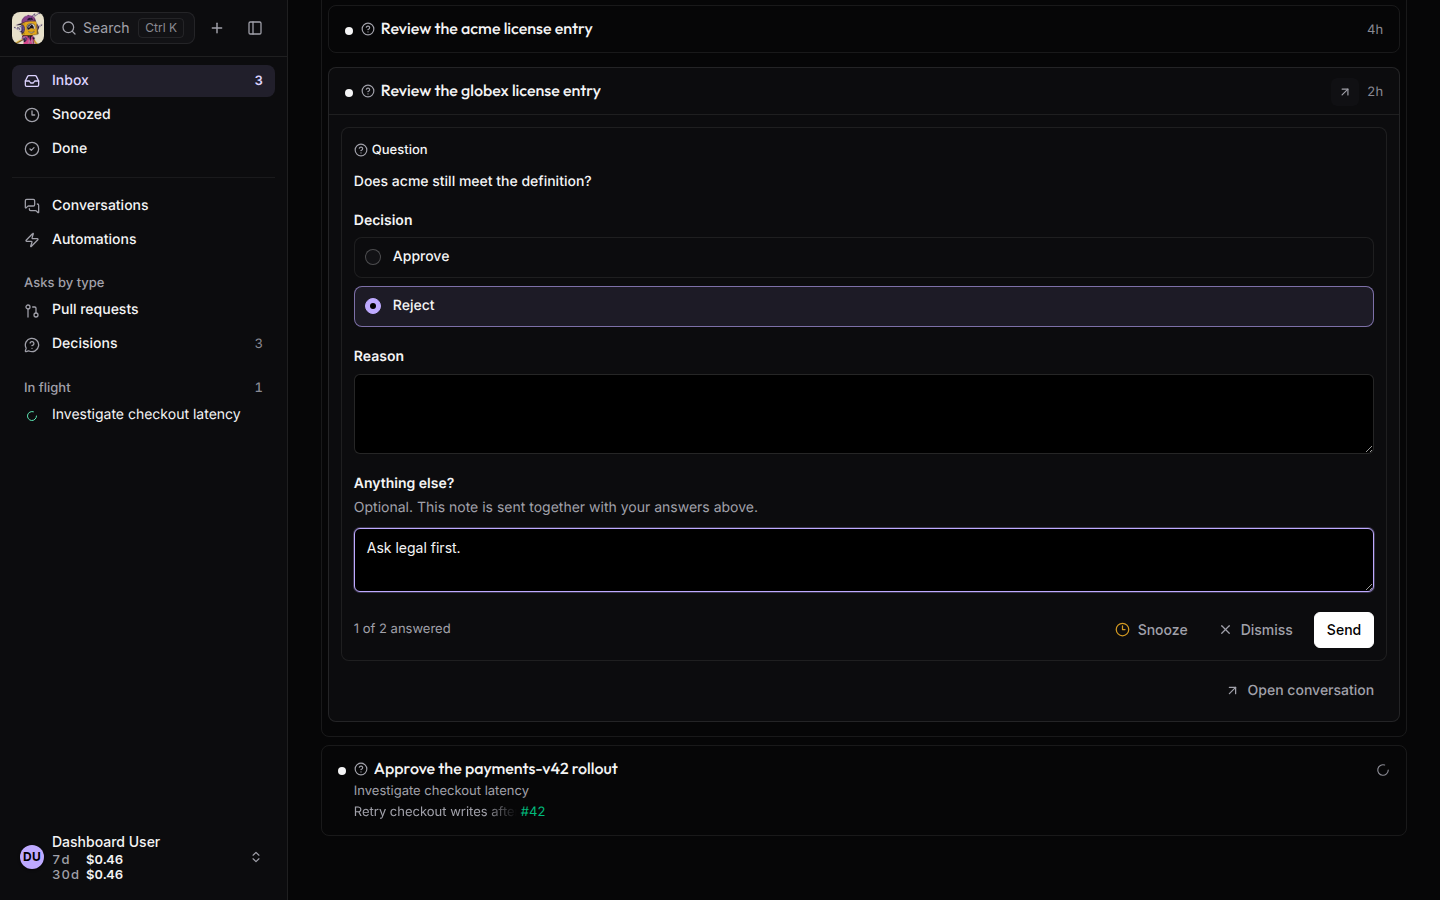 Search Ctrl K
Inbox 3
Snoozed
Done
Conversations
Automations
Asks by type
Pull requests
Decisions 3
In flight 1
Investigate checkout latency
Dashboard User
DU
7d $0.46
30d $0.46
Review the acme license entry 4h
Review the globex license entry 2h
Question
Does acme still meet the definition?
Decision
Approve
Reject
Reason
Anything else?
Optional. This note is sent together with your answers above.
Ask legal first.
1 of 2 answered
Snooze Dismiss Send
Open conversation
Approve the payments-v42 rollout
Investigate checkout latency
Retry checkout writes afte #42